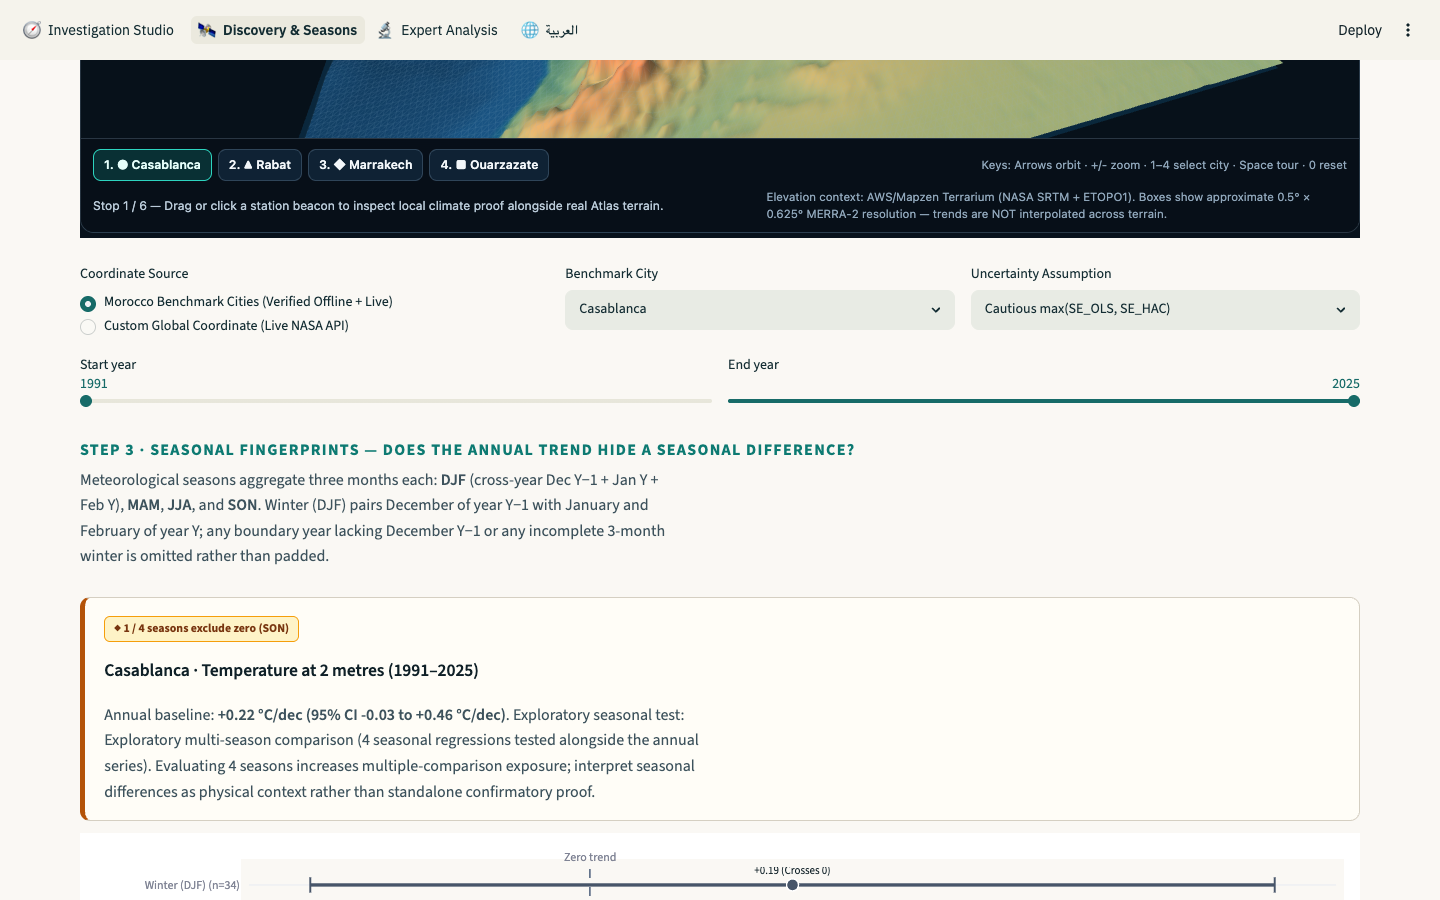 Investigation Studio
Discovery & Seasons
Expert Analysis
العربية
Deploy
1. ● Casablanca
2. ▲ Rabat
3. ◆ Marrakech
4. ■ Ouarzazate
Keys: Arrows orbit · +/- zoom · 1–4 select city · Space tour · 0 reset
Stop 1 / 6 — Drag or click a station beacon to inspect local climate proof alongside real Atlas terrain.
Elevation context: AWS/Mapzen Terrarium (NASA SRTM + ETOPO1). Boxes show approximate 0.5° ×
0.625° MERRA-2 resolution — trends are NOT interpolated across terrain.
Coordinate Source
Morocco Benchmark Cities (Verified Offline + Live)
Custom Global Coordinate (Live NASA API)
Benchmark City
Casablanca
Uncertainty Assumption
Cautious max(SE_OLS, SE_HAC)
Start year
1991
End year
2025
STEP 3 · SEASONAL FINGERPRINTS — DOES THE ANNUAL TREND HIDE A SEASONAL DIFFERENCE?
Meteorological seasons aggregate three months each: DJF (cross-year Dec Y−1 + Jan Y +
Feb Y), MAM, JJA, and SON. Winter (DJF) pairs December of year Y−1 with January and
February of year Y; any boundary year lacking December Y−1 or any incomplete 3-month
winter is omitted rather than padded.
◆ 1 / 4 seasons exclude zero (SON)
Casablanca · Temperature at 2 metres (1991–2025)
Annual baseline: +0.22 °C/dec (95% CI -0.03 to +0.46 °C/dec). Exploratory seasonal test:
Exploratory multi-season comparison (4 seasonal regressions tested alongside the annual
series). Evaluating 4 seasons increases multiple-comparison exposure; interpret seasonal
differences as physical context rather than standalone confirmatory proof.
Zero trend
+0.19 (Crosses 0)
Winter (DJF) (n=34)